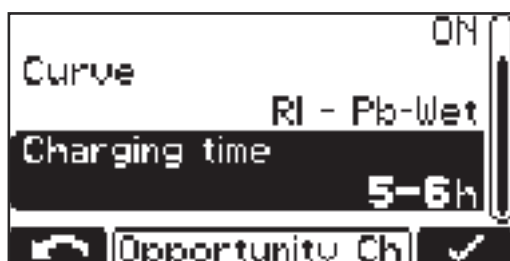 ON
Curve
RI - Pb-Wet
Charging time
5-6h
Opportunity Ch